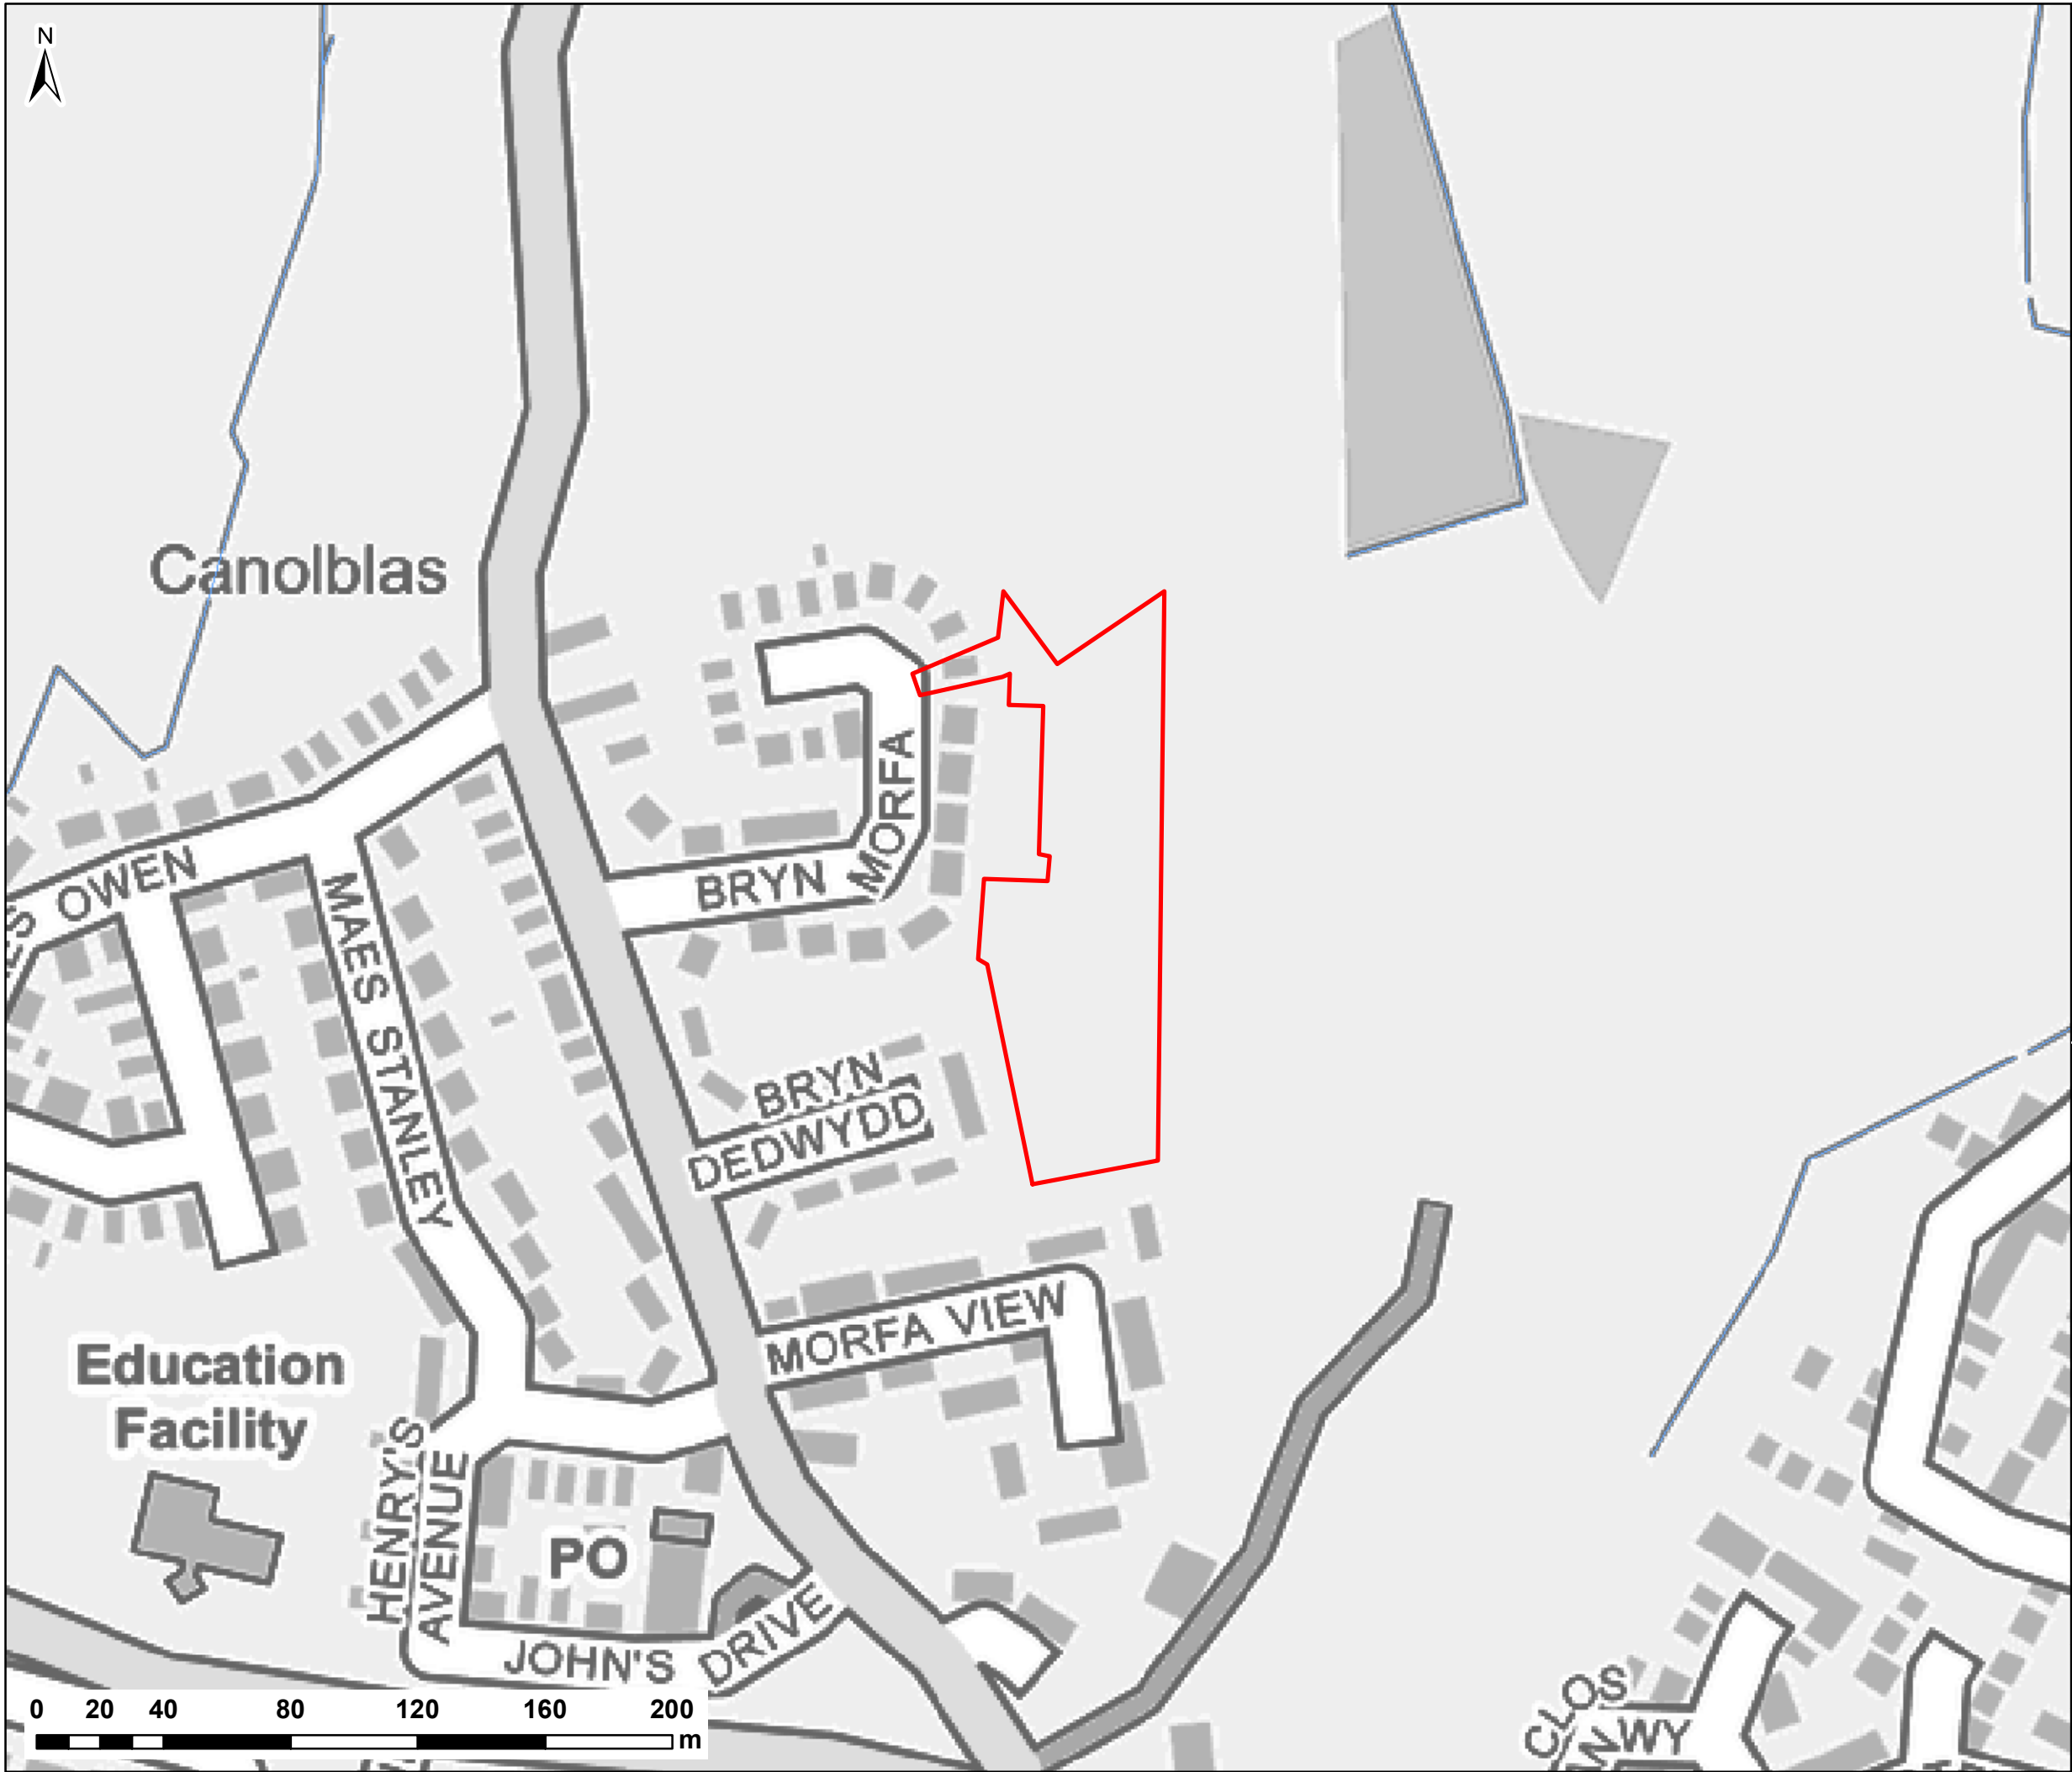 N
Canolblas
OWEN
MAES STANLEY
BRYN
MORFA
BRYN
DEDWYDD
MORFA VIEW
Education
Facility
HENRY'S
AVENUE
PO
JOHN'S
DRIVE
CLOS
WY
0 20 40 80 120 160 200
m